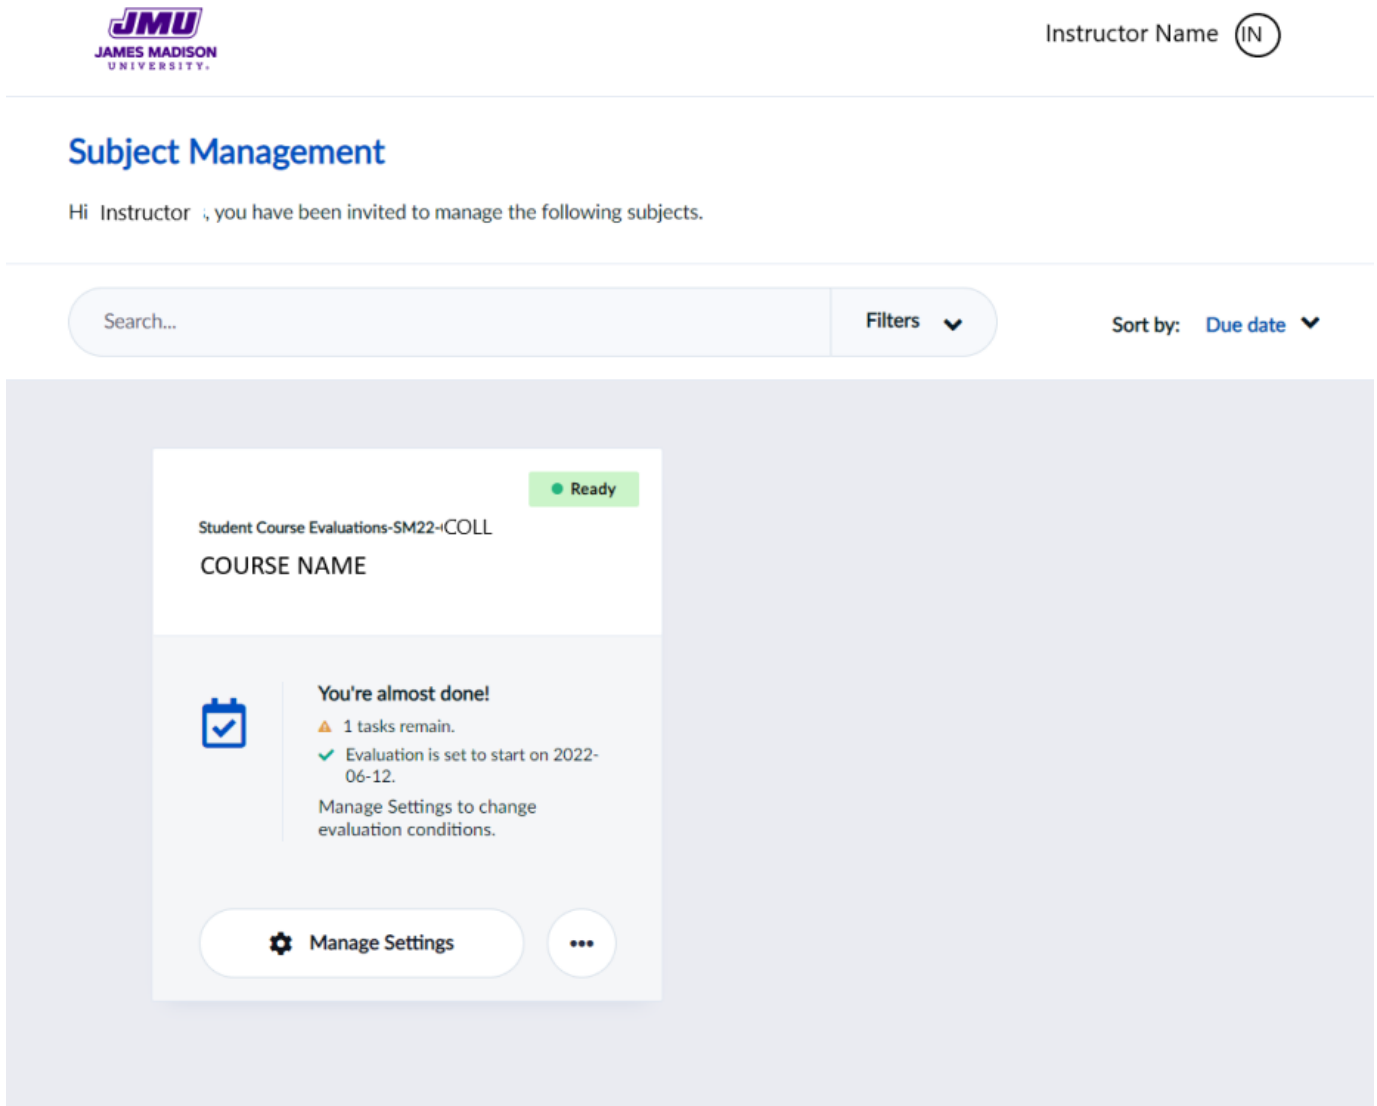 JMU
JAMES MADISON
UNIVERSITY.
Instructor Name IN
Subject Management
Hi Instructor , you have been invited to manage the following subjects.
Search...
Filters
Sort by: Due date
Ready
Student Course Evaluations-SM22-COLL
COURSE NAME
You're almost done!
1 tasks remain.
Evaluation is set to start on 2022-
06-12.
Manage Settings to change
evaluation conditions.
Manage Settings